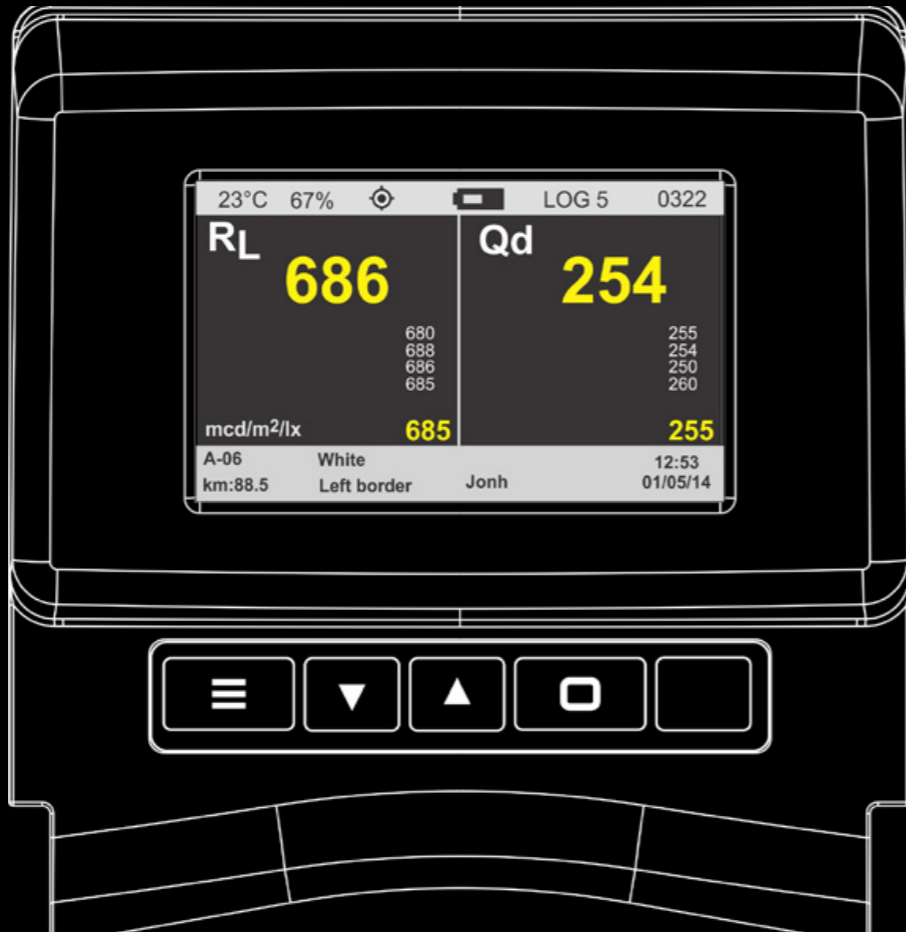 23°C 67% LOG 5 0322
RL Qd
686 254
680 255
688 254
686 250
685 260
mcd/m²/lx 685 255
A-06 White 12:53
km:88.5 Left border Jonh 01/05/14